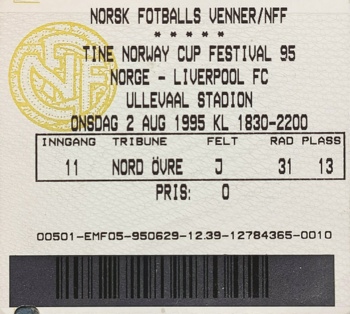 NORSK FOTBALLS VENNER/NFF
* * * * *
TINE NORWAY CUP FESTIVAL 95
NORGE - LIVERPOOL FC
ULLEVAAL STADION
ONSDAG 2 AUG 1995 KL 1830-2200
INNGANG TRIBUNE FELT RAD PLASS
11 NORD ÖVRE J 31 13
PRIS: 0
00501-EMF05-950629-12.39-12784365-0010
NFF